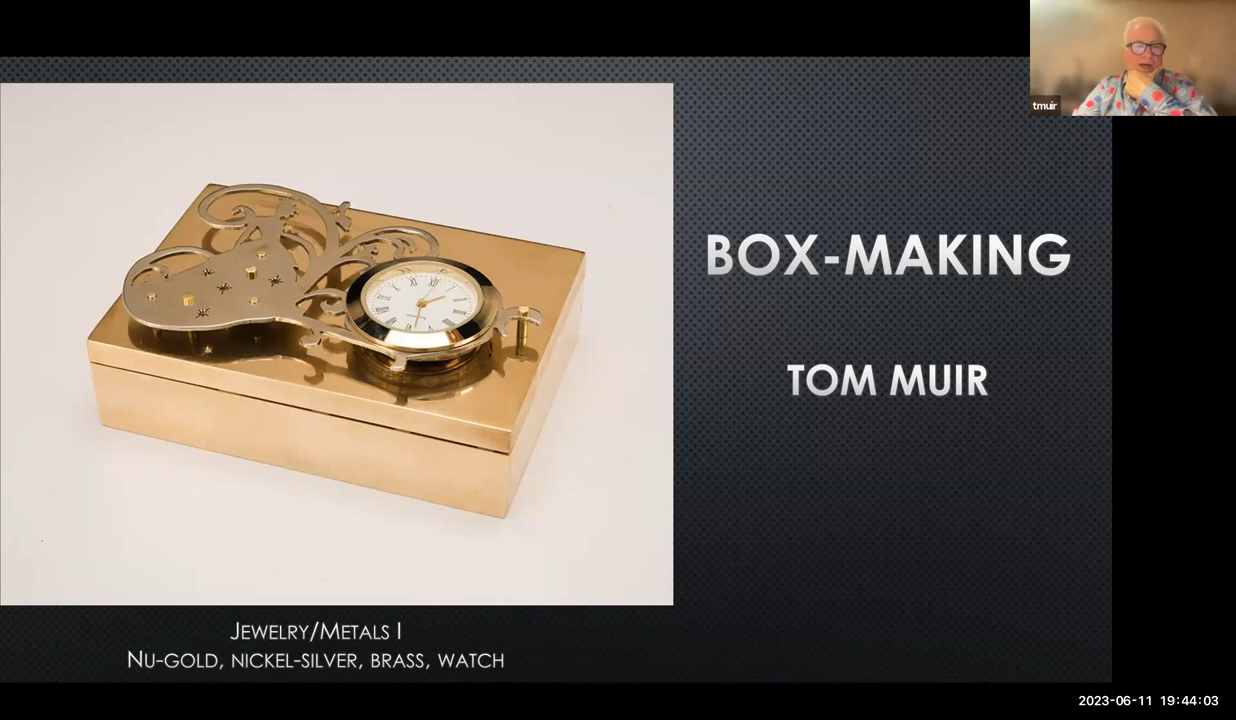 tmuir
BOX-MAKING
TOM MUIR
JEWELRY/METALS I
NU-GOLD, NICKEL-SILVER, BRASS, WATCH
2023-06-11 19:44:03